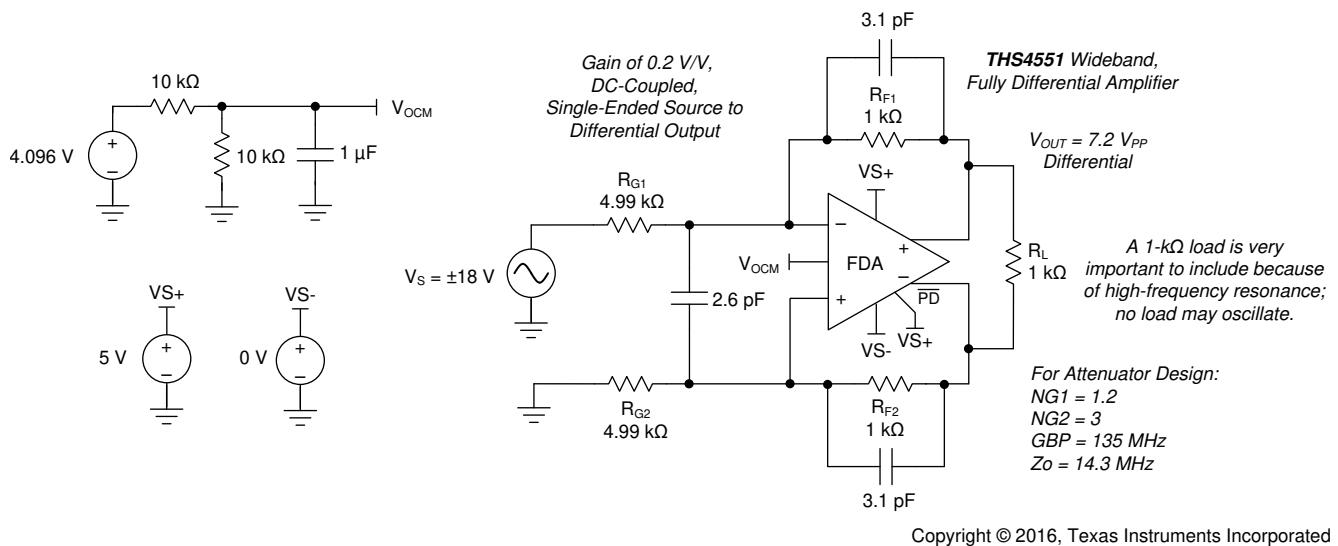 3.1 pF
Gain of 0.2 V/V,
DC-Coupled,
Single-Ended Source to
Differential Output
THS4551 Wideband,
Fully Differential Amplifier
10 kΩ
R_F1
1 kΩ
V_OCM
4.096 V
10 kΩ
1 µF
V_OUT = 7.2 V_PP
Differential
R_G1
4.99 kΩ
VS+
V_OCM
FDA
R_L
1 kΩ
A 1-kΩ load is very
important to include because
of high-frequency resonance;
no load may oscillate.
V_S = ±18 V
2.6 pF
PD
VS+
VS-
VS+
VS-
5 V
0 V
R_G2
4.99 kΩ
R_F2
1 kΩ
3.1 pF
For Attenuator Design:
NG1 = 1.2
NG2 = 3
GBP = 135 MHz
Zo = 14.3 MHz
Copyright © 2016, Texas Instruments Incorporated